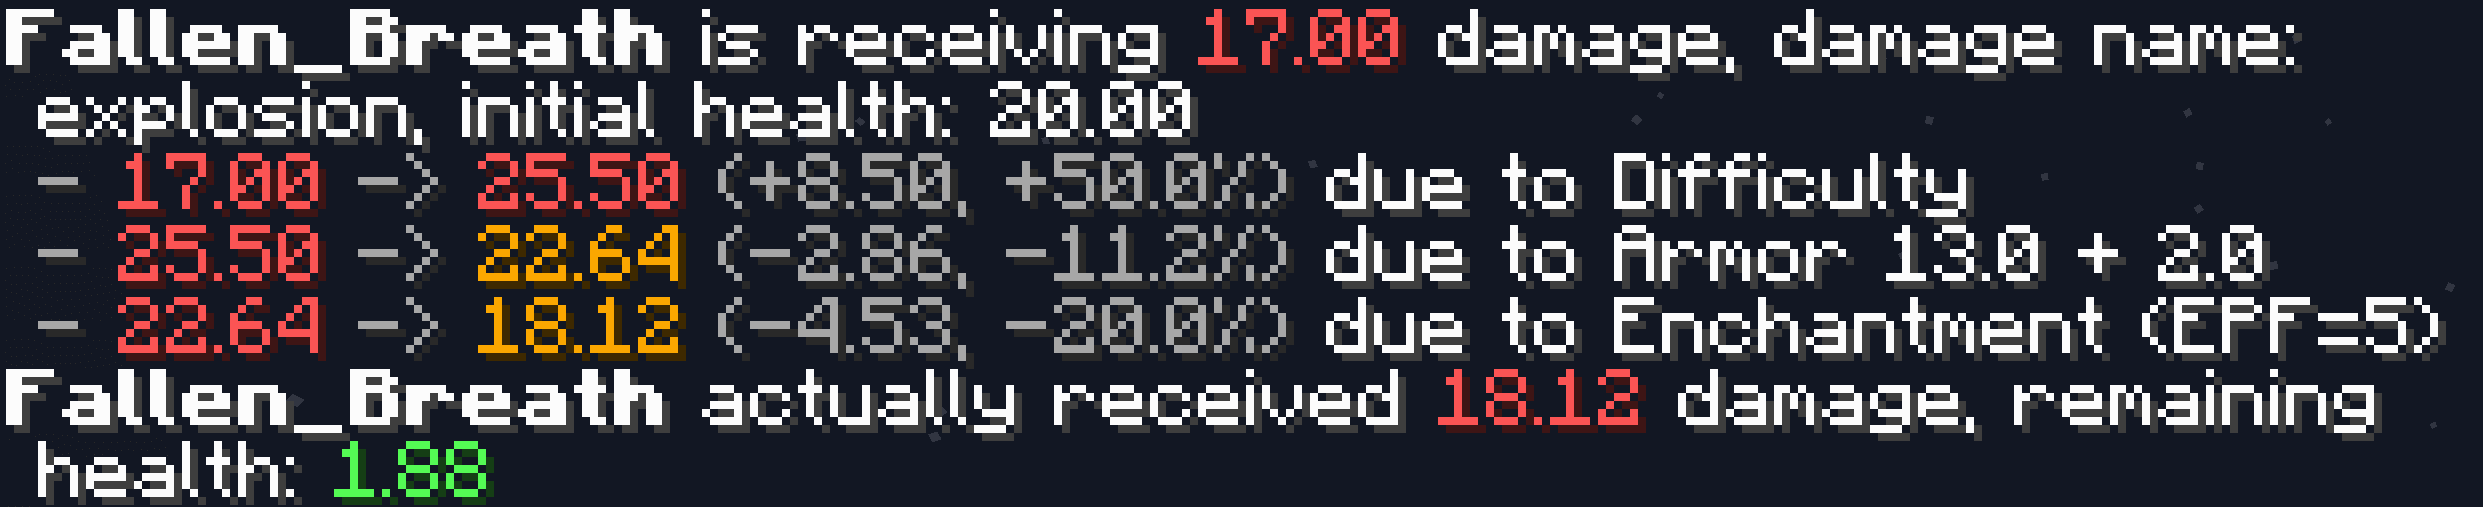 Fallen_Breath is receiving 17.00 damage, damage name:
explosion, initial health: 20.00
- 17.00 -> 25.50 (+8.50, +50.0%) due to Difficulty
- 25.50 -> 22.64 (-2.86, -11.2%) due to Armor 13.0 + 2.0
- 22.64 -> 18.12 (-4.53, -20.0%) due to Enchantment (EPF=5)
Fallen_Breath actually received 18.12 damage, remaining
health: 1.88